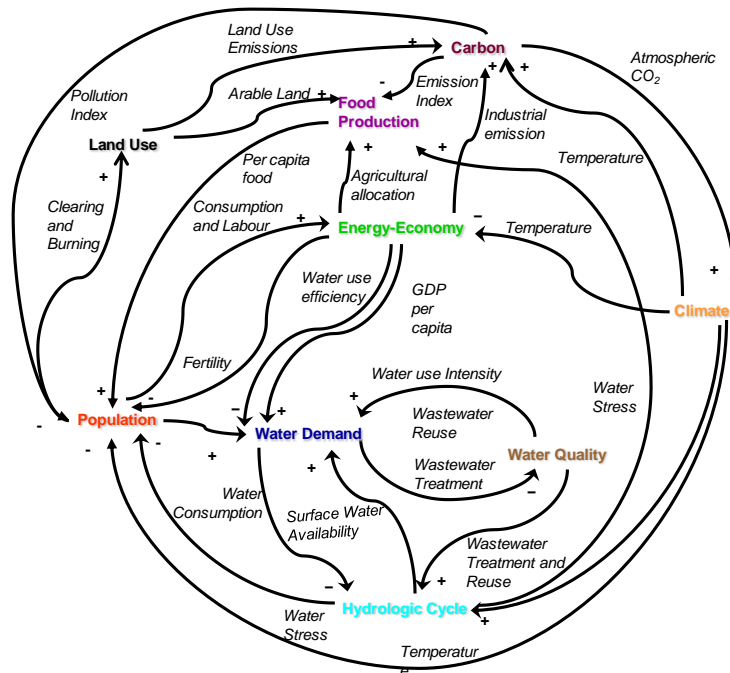 Land Use
Emissions
+
Carbon
Atmospheric
CO2
+
+
-
Emission
Index
Pollution
Index
Arable Land
+
Food
Production
Industrial
emission
Land Use
+
+
+
Per capita
food
Agricultural
allocation
Temperature
Clearing
and
Burning
Consumption
and Labour
+
Energy-Economy
−
Temperature
+
Water use
efficiency
GDP
per
capita
Climate
Fertility
Water use Intensity
Water
Stress
+
-
-
Population
-
-
+
−
+
Water Demand
+
Wastewater
Reuse
Water Quality
Wastewater
Treatment
−
+
Water
Consumption
Surface Water
Availability
Wastewater
Treatment and
Reuse
−
+
Hydrologic Cycle
+
Water
Stress
Temperatur